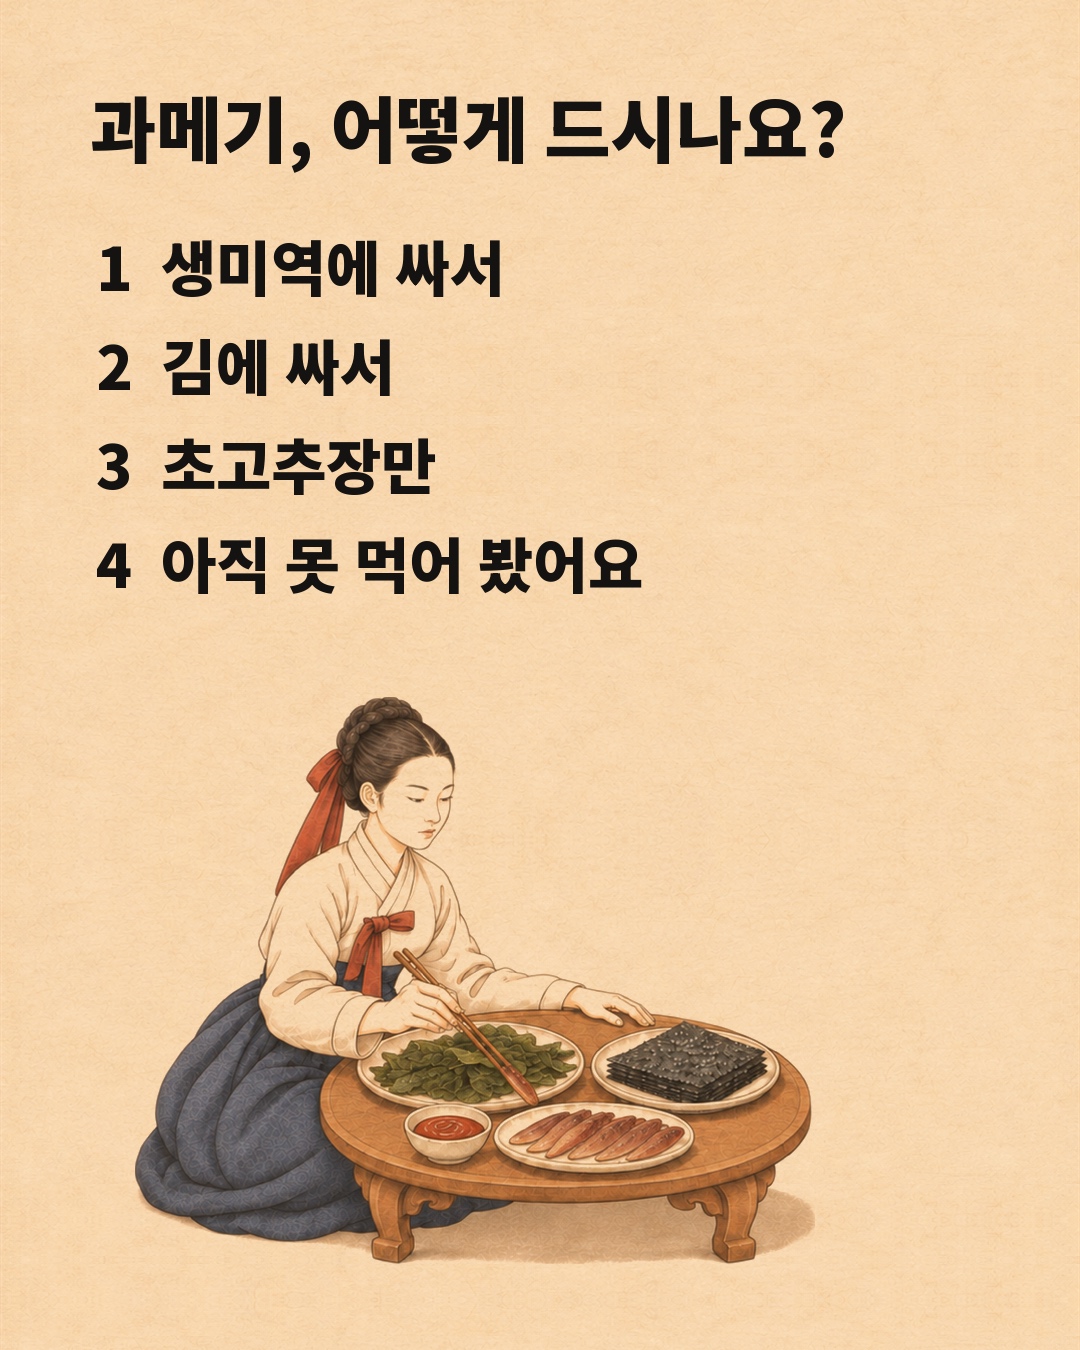 과메기, 어떻게 드시나요?
1 생미역에 싸서
2 김에 싸서
3 초고추장만
4 아직 못 먹어 봤어요